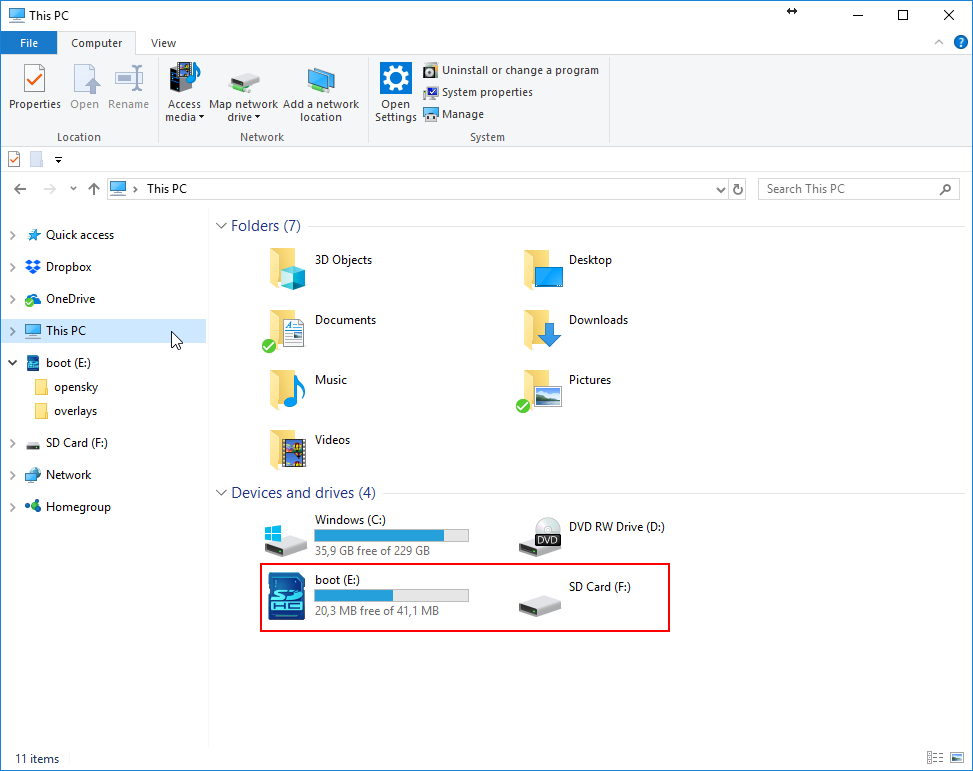 This PC
File Computer View
Properties Open Rename
Access media Map network drive Add a network location
Open Settings
Uninstall or change a program
System properties
Manage
Location Network System
This PC
Search This PC
Quick access
Dropbox
OneDrive
This PC
boot (E:)
opensky
overlays
SD Card (F:)
Network
Homegroup
Folders (7)
3D Objects
Desktop
Documents
Downloads
Music
Pictures
Videos
Devices and drives (4)
Windows (C:)
35,9 GB free of 229 GB
DVD RW Drive (D:)
DVD
boot (E:)
20,3 MB free of 41,1 MB
SD HC
SD Card (F:)
11 items